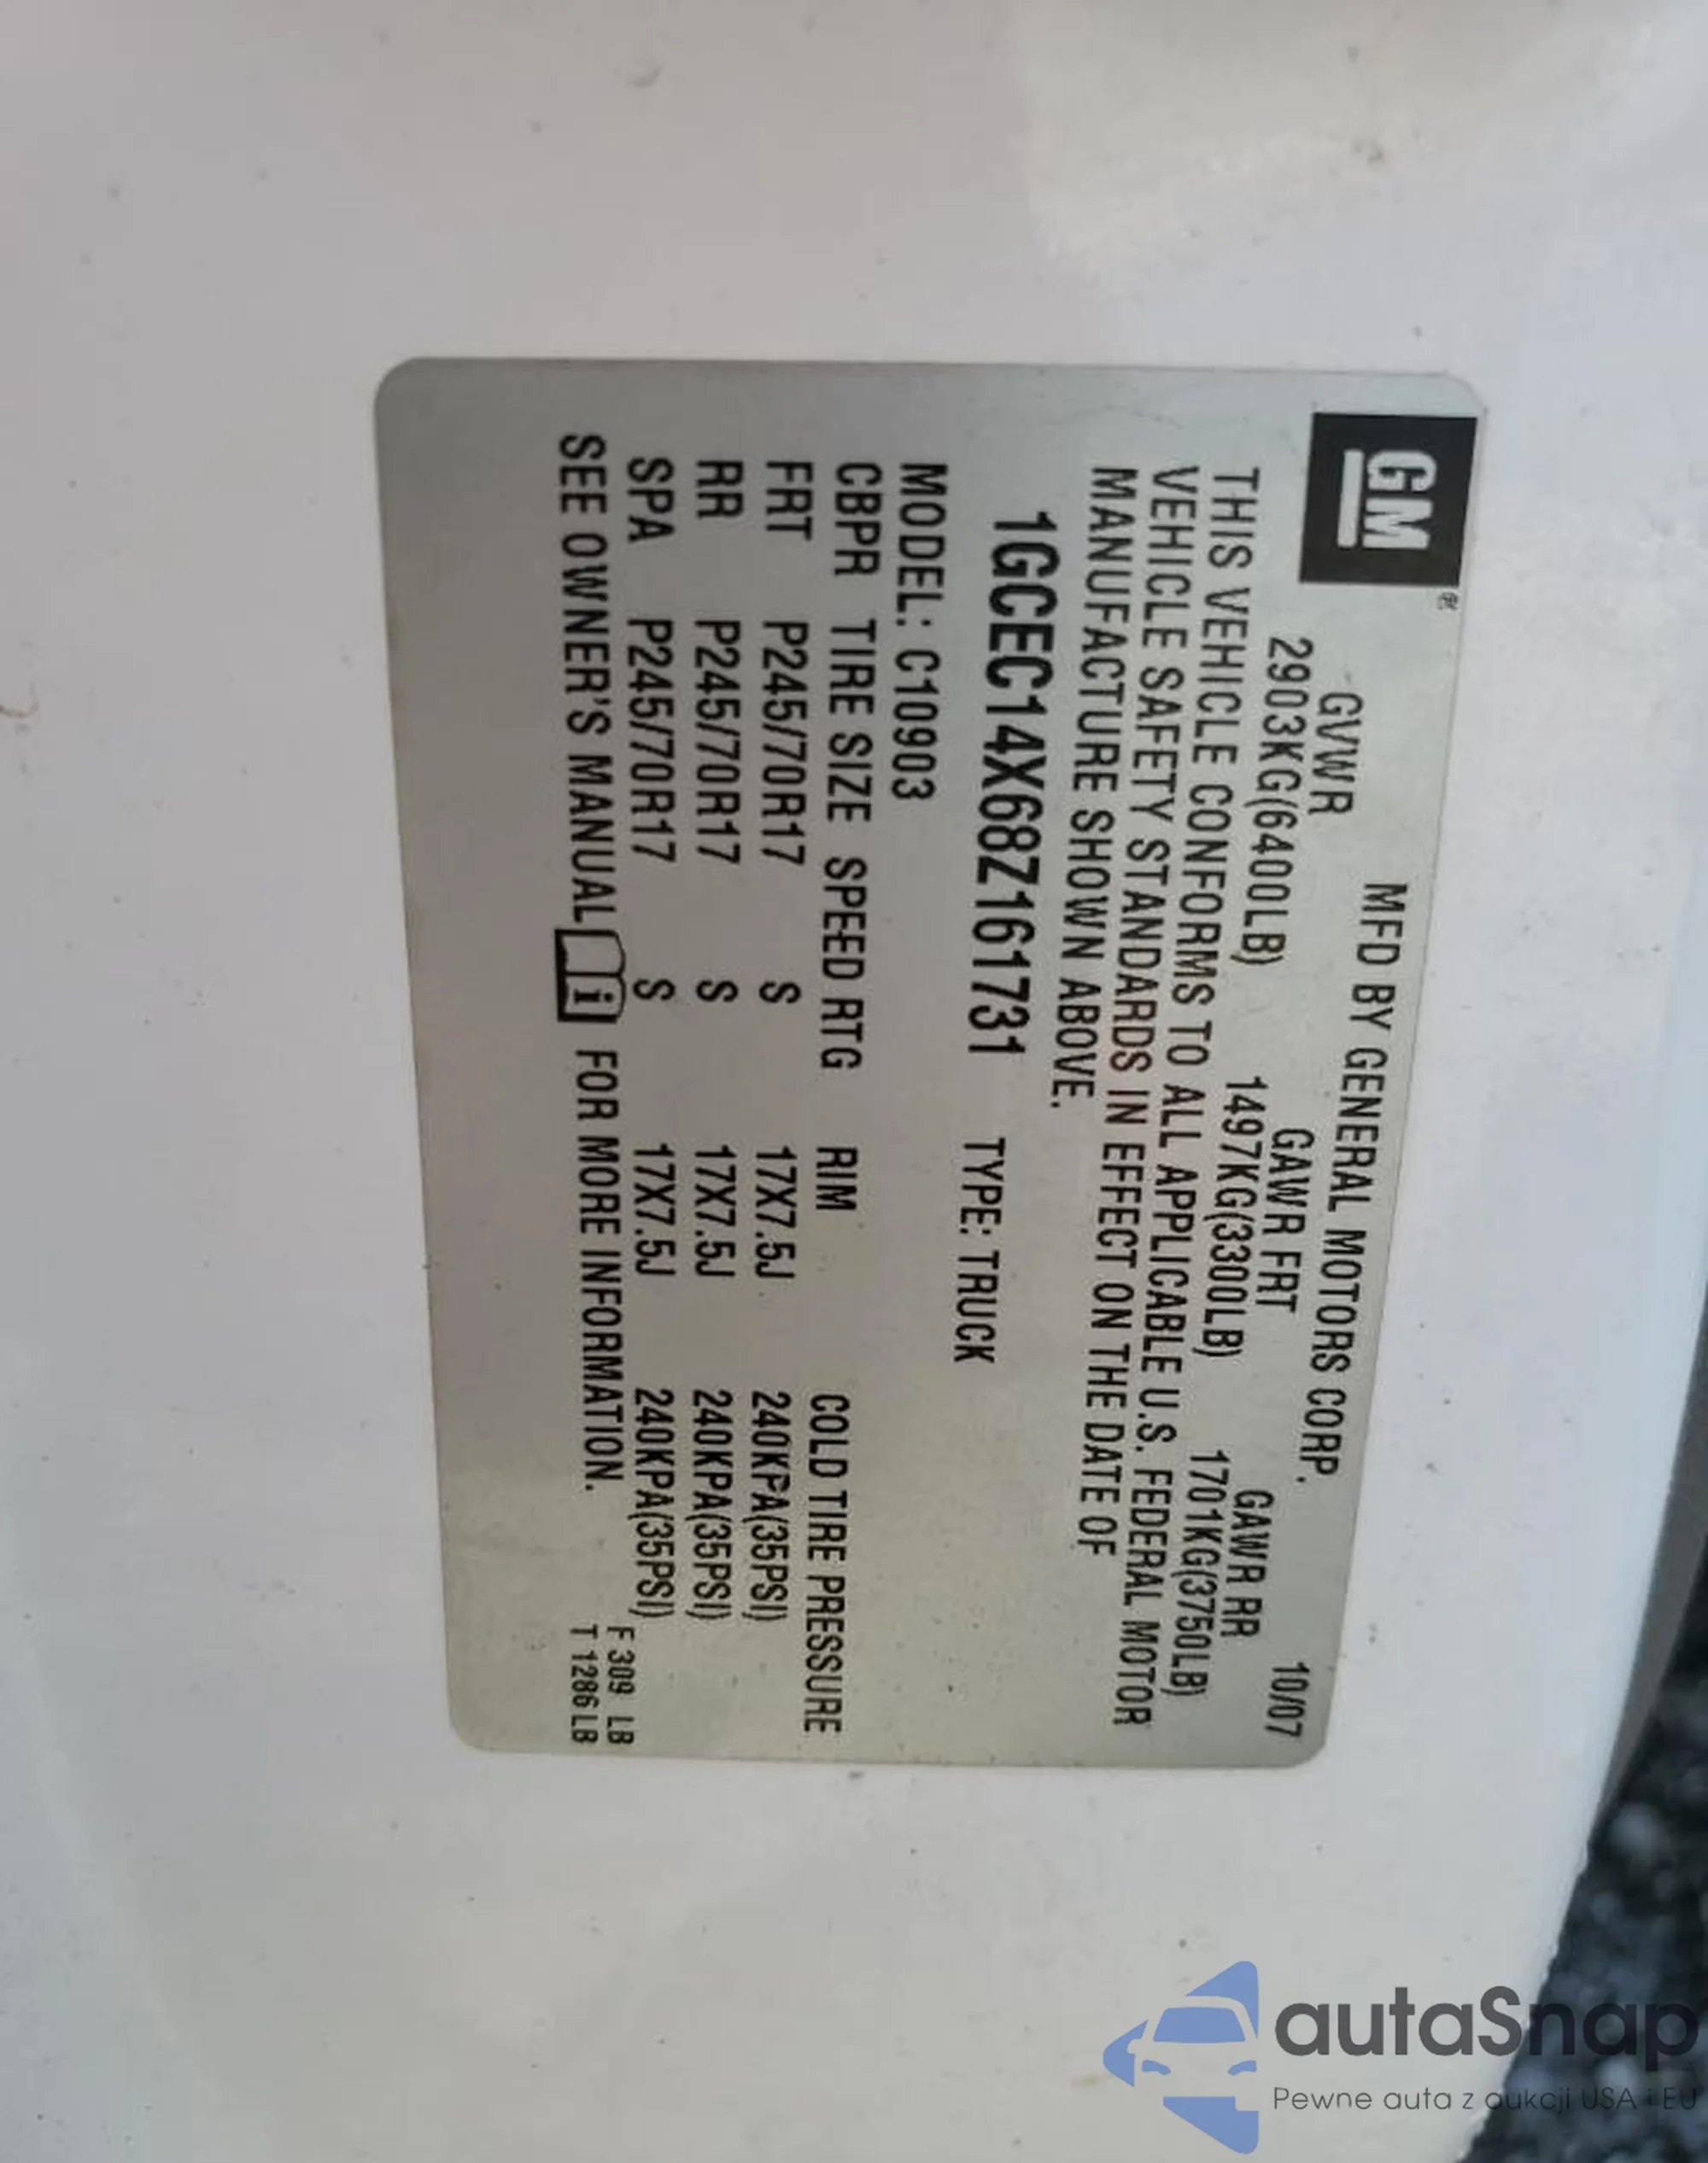 GM®
MFD BY GENERAL MOTORS CORP. 10/07
GVWR GAWR FRT GAWR RR
2903KG(6400LB) 1497KG(3300LB) 1701KG(3750LB)
THIS VEHICLE CONFORMS TO ALL APPLICABLE U.S. FEDERAL MOTOR
VEHICLE SAFETY STANDARDS IN EFFECT ON THE DATE OF
MANUFACTURE SHOWN ABOVE.
1GCEC14X68Z161731 TYPE: TRUCK
MODEL: C10903
CBPR TIRE SIZE SPEED RTG RIM COLD TIRE PRESSURE
FRT P245/70R17 S 17X7.5J 240KPA(35PSI)
RR P245/70R17 S 17X7.5J 240KPA(35PSI)
SPA P245/70R17 S 17X7.5J 240KPA(35PSI)
SEE OWNER'S MANUAL i FOR MORE INFORMATION.
F 309 LB
T 1286LB
autaSnap
Pewne auta z aukcji USA i EU